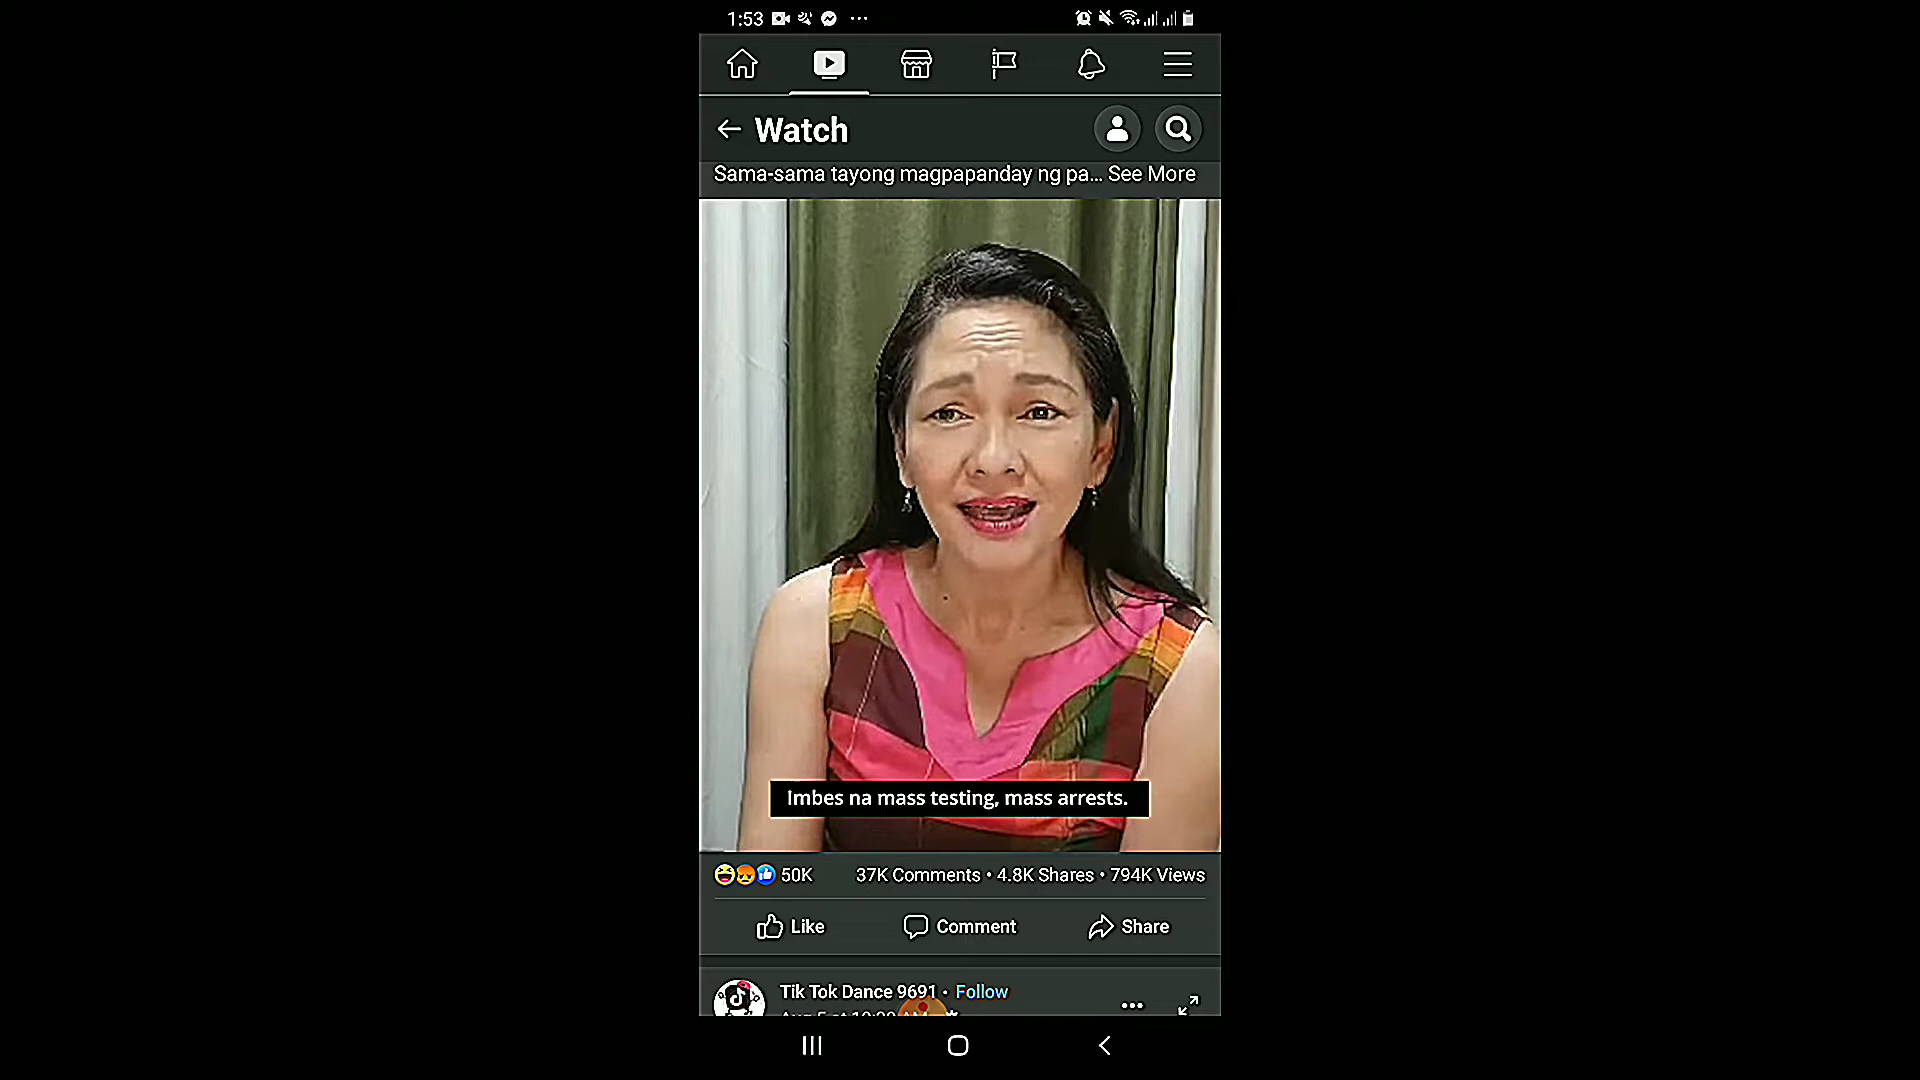 1:53
Watch
Sama-sama tayong magpapanday ng pa... See More
Imbes na mass testing, mass arrests.
50K 37K Comments • 4.8K Shares • 794K Views
Like Comment Share
Tik Tok Dance 9691 • Follow